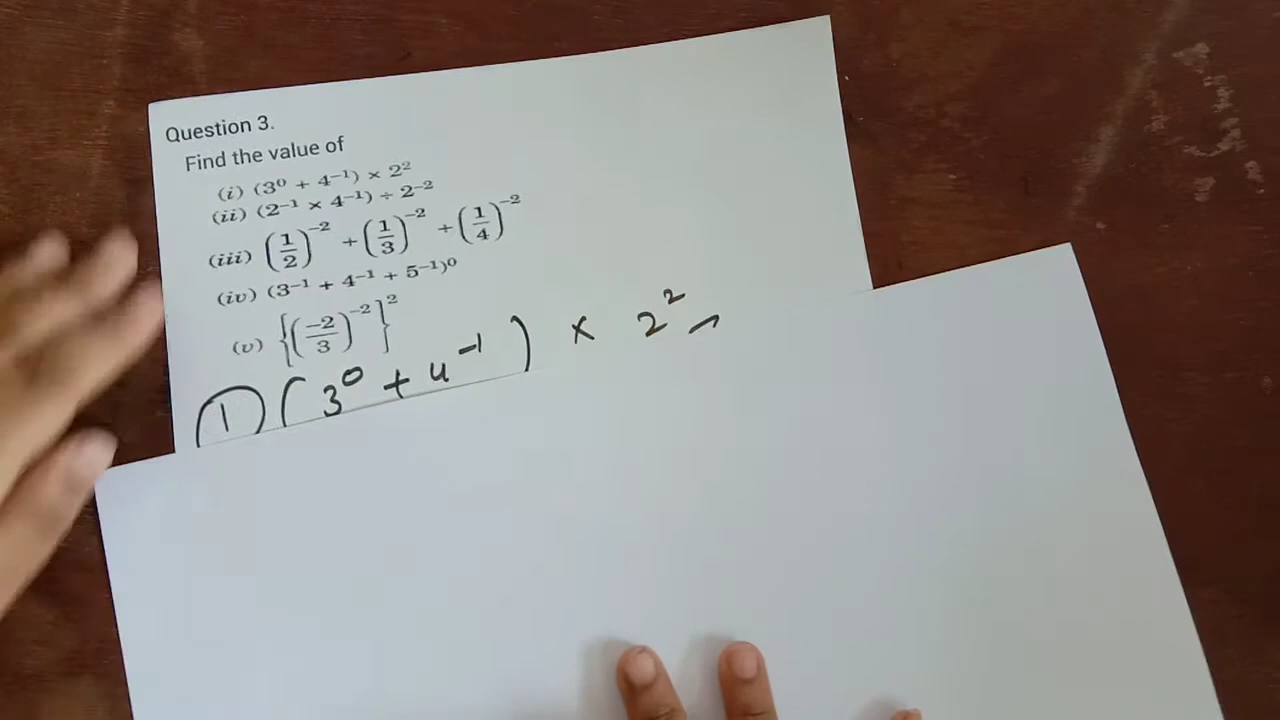 Question 3.
Find the value of
(i) (3⁰ + 4⁻¹) × 2²
(ii) (2⁻¹ × 4⁻¹) ÷ 2⁻²
(iii) (1/2)⁻² + (1/3)⁻² + (1/4)⁻²
(iv) (3⁻¹ + 4⁻¹ + 5⁻¹)⁰
(v) {(-2/3)⁻²}²
① (3⁰ + 4⁻¹) × 2²